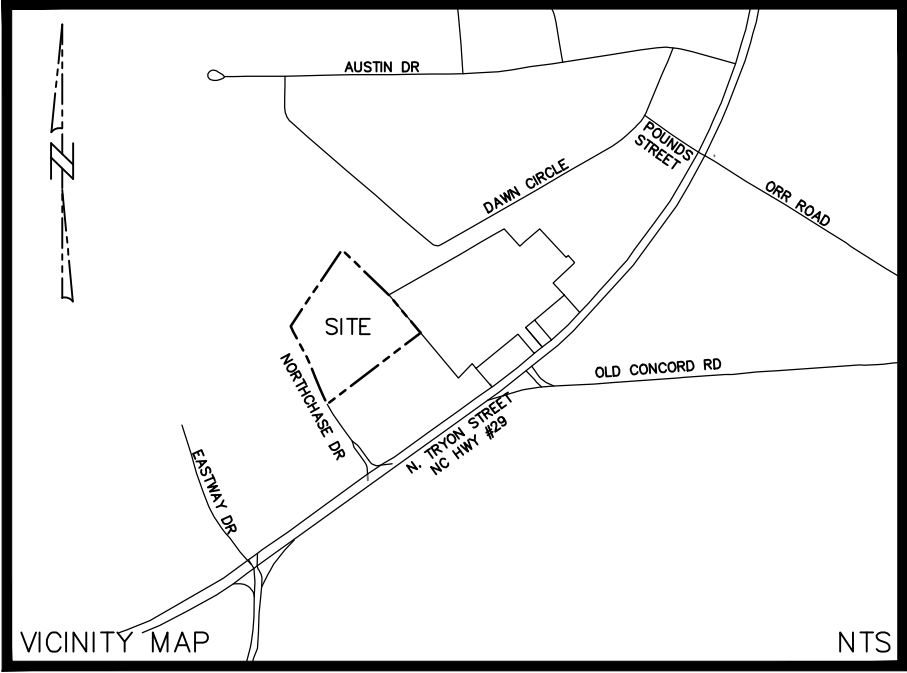 AUSTIN DR
POUNDS
STREET
DAWN CIRCLE
ORR ROAD
N
SITE
NORTHCHASE DR
OLD CONCORD RD
N. TRYON STREET
NC HWY #29
EASTWAY DR
VICINITY MAP
NTS